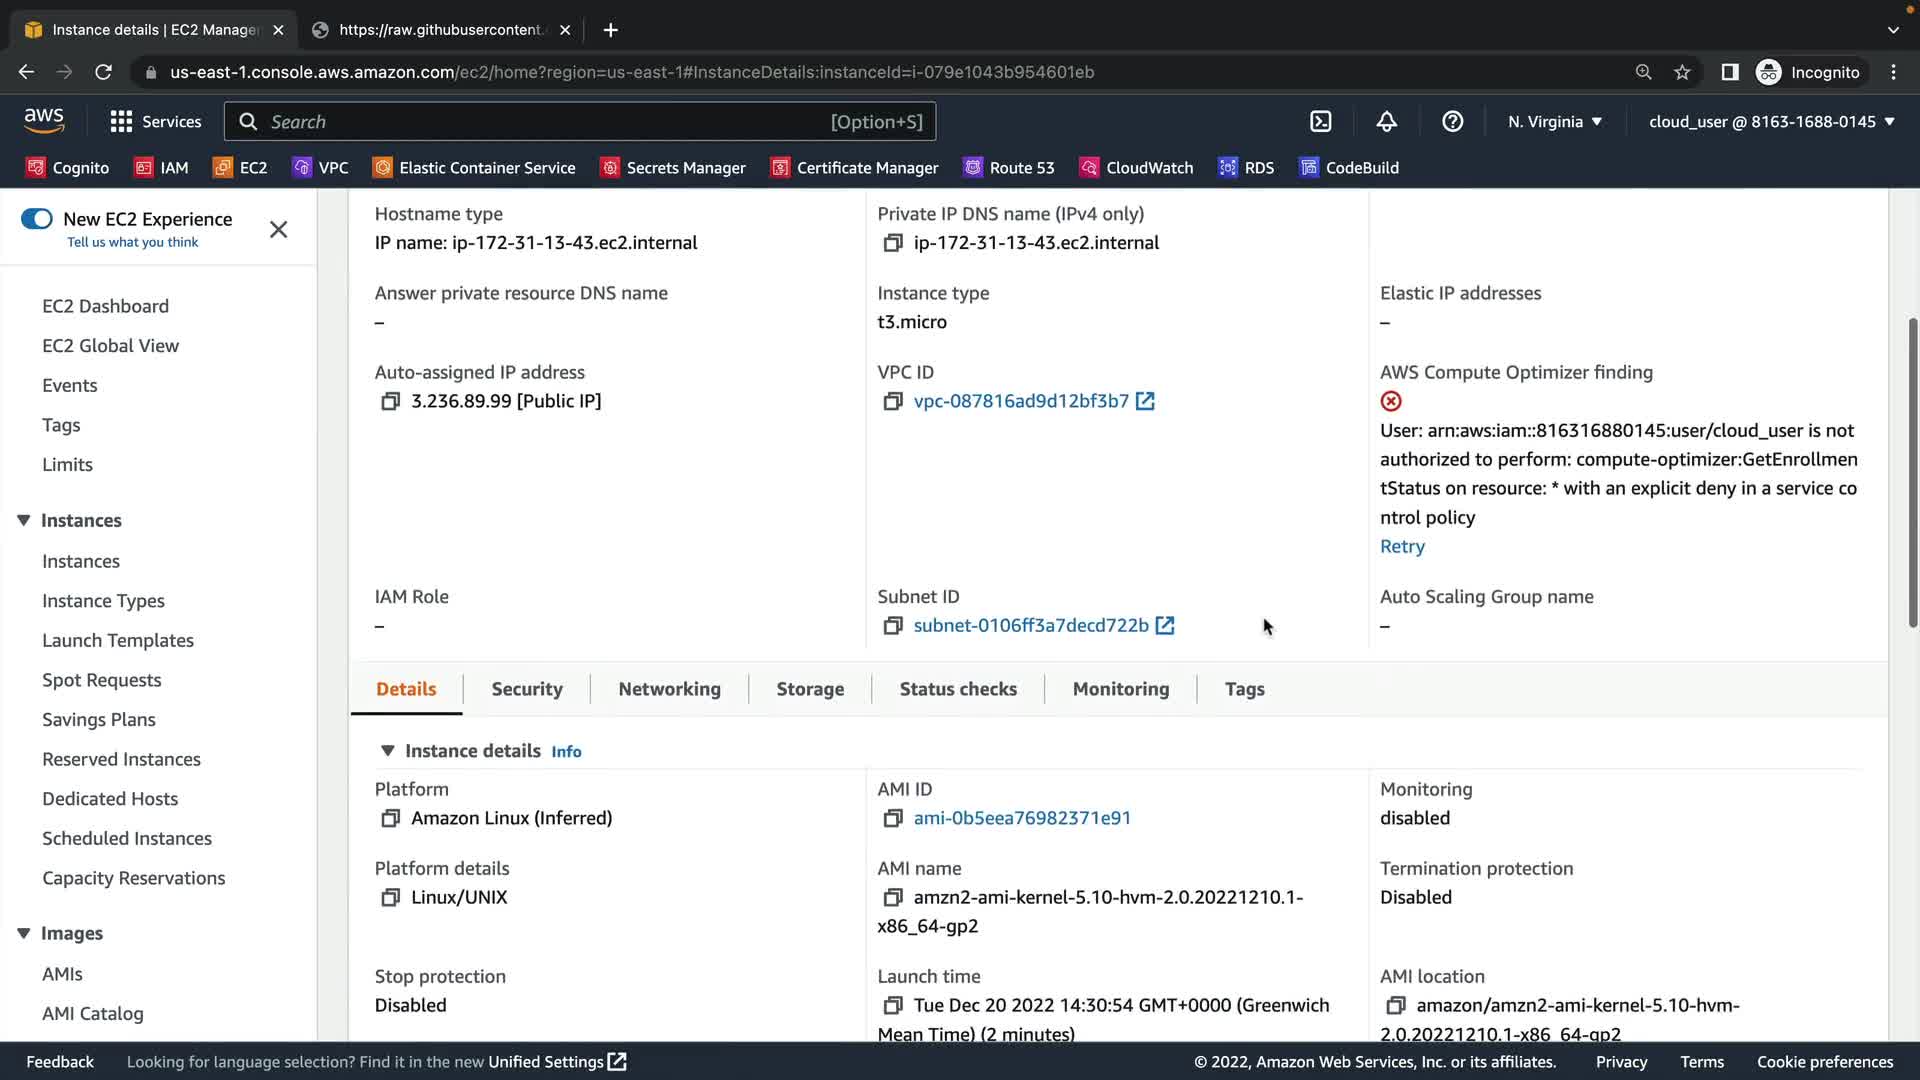 Instance details | EC2 Manage
https://raw.githubusercontent.
us-east-1.console.aws.amazon.com/ec2/home?region=us-east-1#InstanceDetails:instanceId=i-079e1043b954601eb
Incognito
aws
Services
Search
[Option+S]
N. Virginia
cloud_user @ 8163-1688-0145
Cognito
IAM
EC2
VPC
Elastic Container Service
Secrets Manager
Certificate Manager
Route 53
CloudWatch
RDS
CodeBuild
New EC2 Experience
Tell us what you think
EC2 Dashboard
EC2 Global View
Events
Tags
Limits
Instances
Instances
Instance Types
Launch Templates
Spot Requests
Savings Plans
Reserved Instances
Dedicated Hosts
Scheduled Instances
Capacity Reservations
Images
AMIs
AMI Catalog
Hostname type
IP name: ip-172-31-13-43.ec2.internal
Private IP DNS name (IPv4 only)
ip-172-31-13-43.ec2.internal
Answer private resource DNS name
–
Instance type
t3.micro
Elastic IP addresses
–
Auto-assigned IP address
3.236.89.99 [Public IP]
VPC ID
vpc-087816ad9d12bf3b7
AWS Compute Optimizer finding
User: arn:aws:iam::816316880145:user/cloud_user is not
authorized to perform: compute-optimizer:GetEnrollmen
tStatus on resource: * with an explicit deny in a service co
ntrol policy
Retry
IAM Role
–
Subnet ID
subnet-0106ff3a7decd722b
Auto Scaling Group name
–
Details
Security
Networking
Storage
Status checks
Monitoring
Tags
Instance details Info
Platform
Amazon Linux (Inferred)
AMI ID
ami-0b5eea76982371e91
Monitoring
disabled
Platform details
Linux/UNIX
AMI name
amzn2-ami-kernel-5.10-hvm-2.0.20221210.1-
x86_64-gp2
Termination protection
Disabled
Stop protection
Disabled
Launch time
Tue Dec 20 2022 14:30:54 GMT+0000 (Greenwich
Mean Time) (2 minutes)
AMI location
amazon/amzn2-ami-kernel-5.10-hvm-
2.0.20221210.1-x86_64-gp2
Feedback
Looking for language selection? Find it in the new Unified Settings
© 2022, Amazon Web Services, Inc. or its affiliates.
Privacy
Terms
Cookie preferences